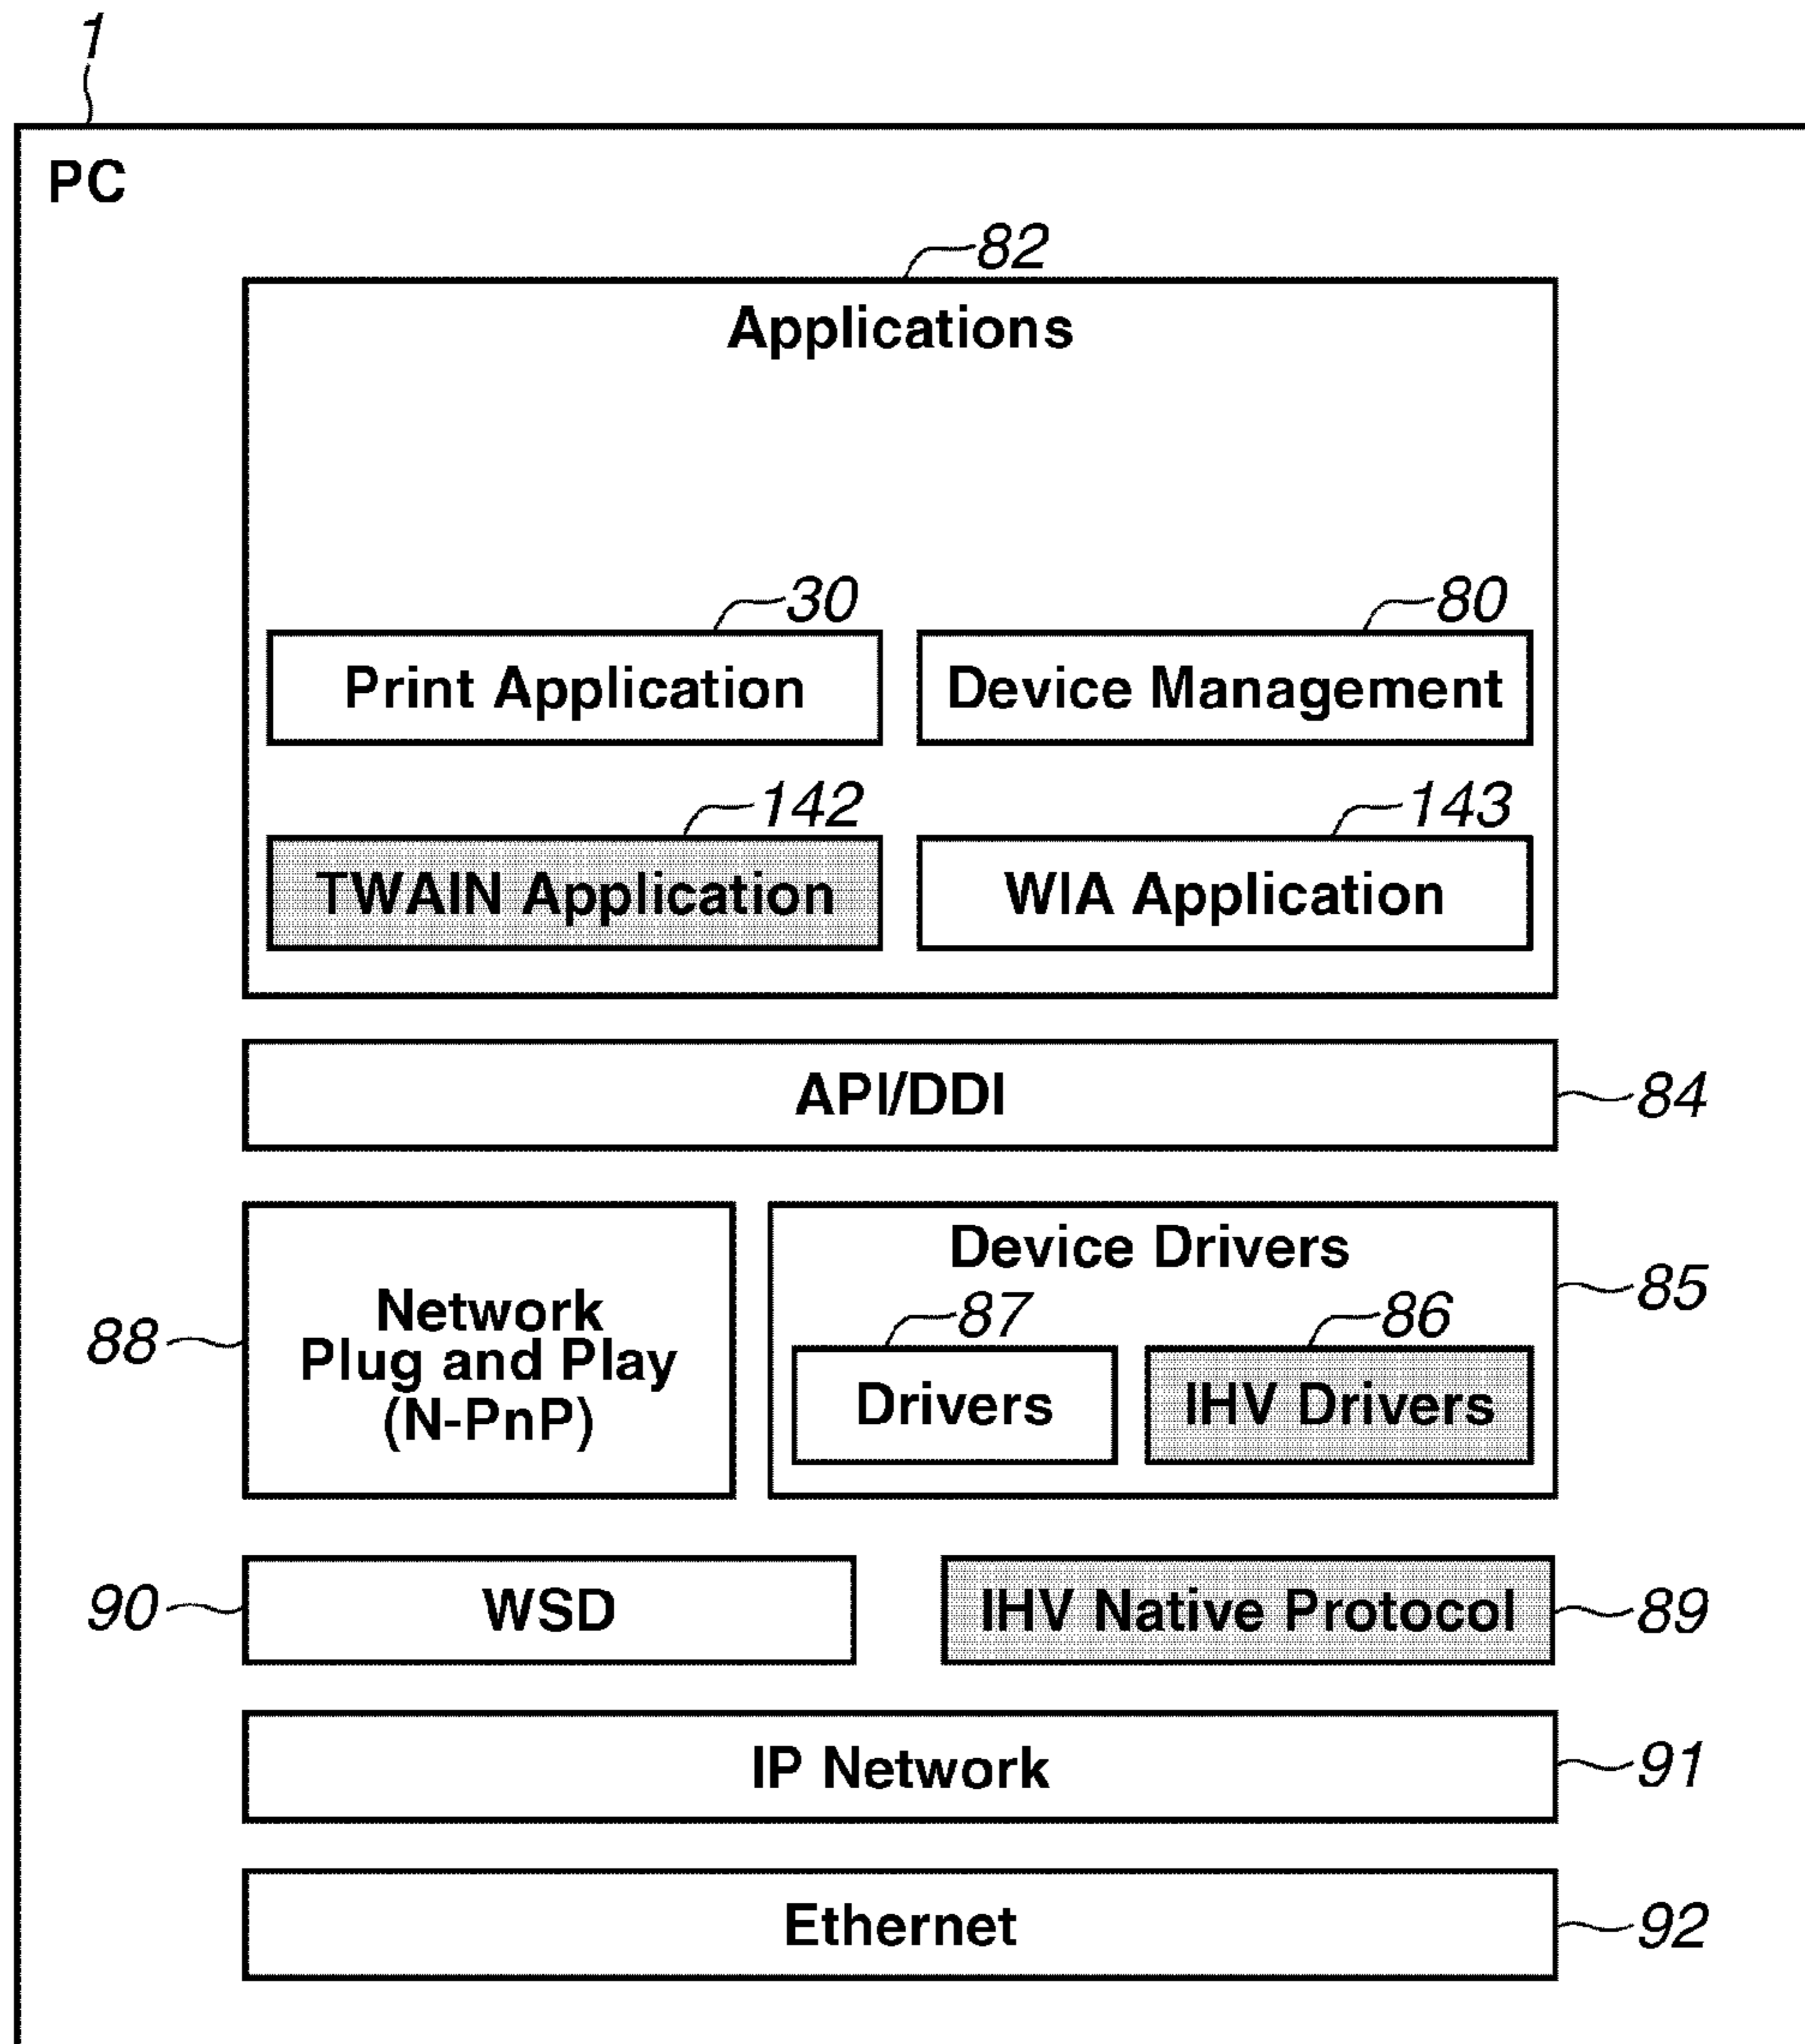 1
PC
82
Applications
30
80
Print Application
Device Management
142
143
TWAIN Application
WIA Application
API/DDI
84
Device Drivers
85
88
Network
Plug and Play
(N-PnP)
87
86
Drivers
IHV Drivers
90
WSD
IHV Native Protocol
89
IP Network
91
Ethernet
92